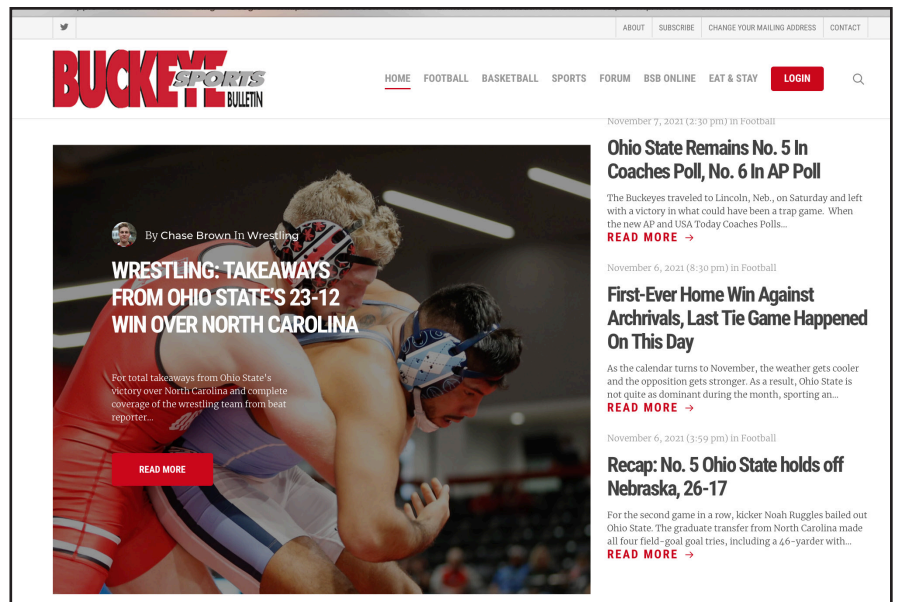 ABOUT SUBSCRIBE CHANGE YOUR MAILING ADDRESS CONTACT
BUCKEYE
SPORTS
BULLETIN
HOME FOOTBALL BASKETBALL SPORTS FORUM BSB ONLINE EAT & STAY LOGIN
By Chase Brown In Wrestling
WRESTLING: TAKEAWAYS
FROM OHIO STATE'S 23-12
WIN OVER NORTH CAROLINA
For total takeaways from Ohio State's
victory over North Carolina and complete
coverage of the wrestling team from beat
reporter...
READ MORE
November 7, 2021 (2:30 pm) in Football
Ohio State Remains No. 5 In
Coaches Poll, No. 6 In AP Poll
The Buckeyes traveled to Lincoln, Neb., on Saturday and left
with a victory in what could have been a trap game. When
the new AP and USA Today Coaches Polls...
READ MORE →
November 6, 2021 (8:30 pm) in Football
First-Ever Home Win Against
Archrivals, Last Tie Game Happened
On This Day
As the calendar turns to November, the weather gets cooler
and the opposition gets stronger. As a result, Ohio State is
not quite as dominant during the month, sporting an...
READ MORE →
November 6, 2021 (3:59 pm) in Football
Recap: No. 5 Ohio State holds off
Nebraska, 26-17
For the second game in a row, kicker Noah Ruggles bailed out
Ohio State. The graduate transfer from North Carolina made
all four field-goal goal tries, including a 46-yarder with...
READ MORE →